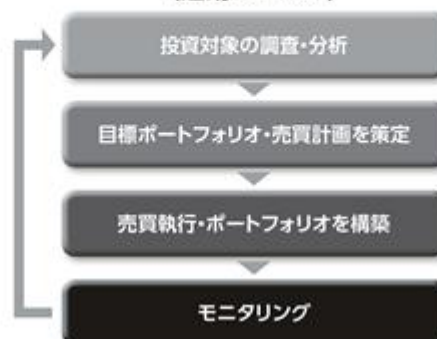 投資対象の調査・分析
目標ポートフォリオ・売買計画を策定
売買執行・ポートフォリオを構築
モニタリング